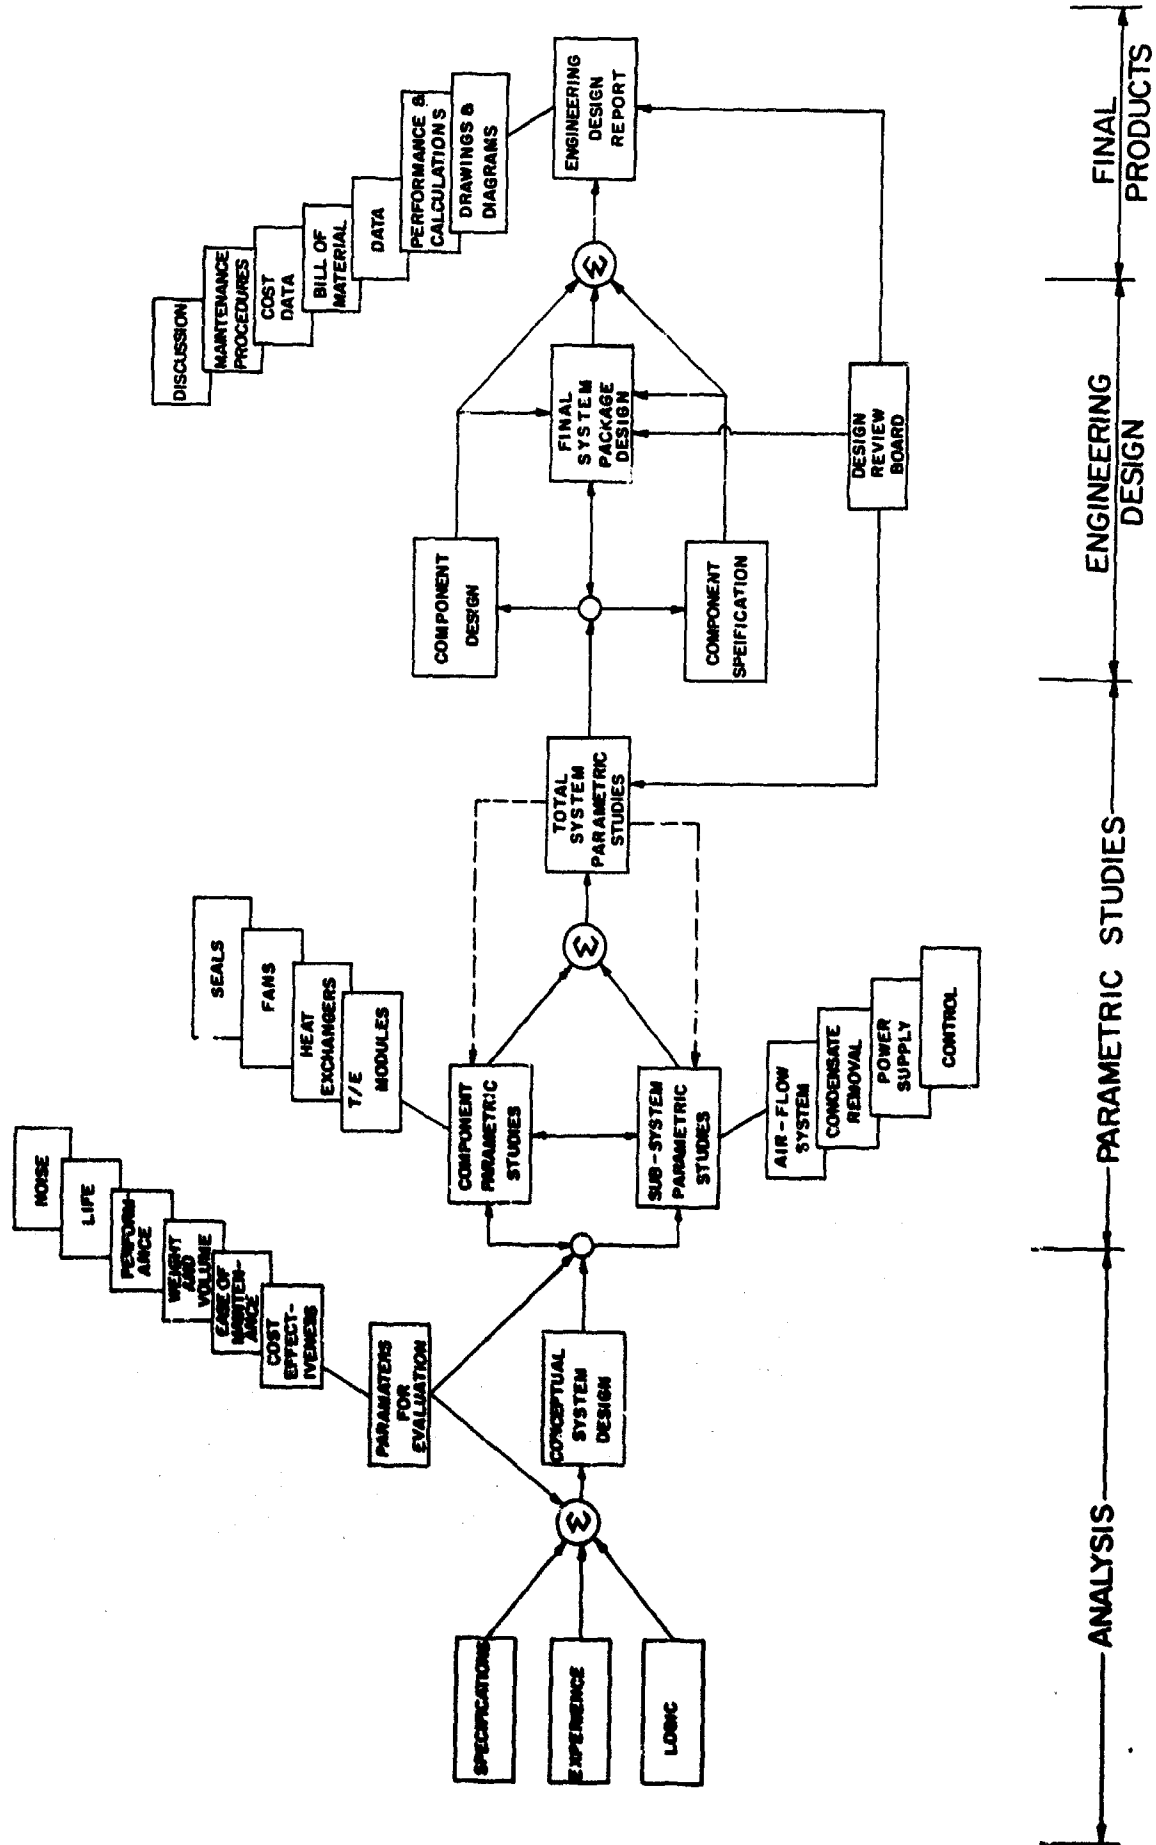 SPECIFICATIONS
EXPERIENCE
LOGIC
Σ
NOISE
LIFE
PERFORM-
ANCE
WEIGHT
AND
VOLUME
EASE OF
MAINTEN-
ANCE
COST
EFFECT-
IVENESS
PARAMATERS
FOR
EVALUATION
CONCEPTUAL
SYSTEM
DESIGN
SEALS
FANS
HEAT
EXCHANGERS
T/E
MODULES
COMPONENT
PARAMETRIC
STUDIES
SUB-SYSTEM
PARAMETRIC
STUDIES
AIR-FLOW
SYSTEM
CONDENSATE
REMOVAL
POWER
SUPPLY
CONTROL
Σ
TOTAL
SYSTEM
PARAMETRIC
STUDIES
COMPONENT
DESIGN
COMPONENT
SPEIFICATION
FINAL
SYSTEM
PACKAGE
DESIGN
DESIGN
REVIEW
BOARD
Σ
DISCUSSION
MAINTENANCE
PROCEDURES
COST
DATA
BILL OF
MATERIAL
DATA
PERFORMANCE &
CALCULATIONS
DRAWINGS &
DIAGRAMS
ENGINEERING
DESIGN
REPORT
ANALYSIS
PARAMETRIC STUDIES
ENGINEERING
DESIGN
FINAL
PRODUCTS